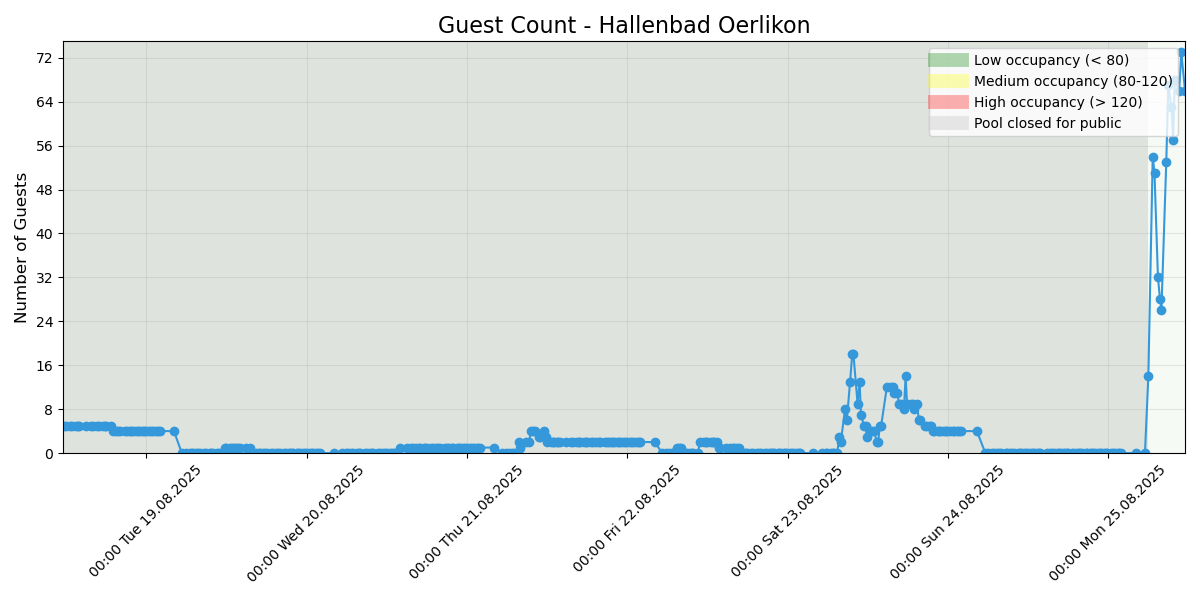 Guest Count - Hallenbad Oerlikon
Low occupancy (< 80)
Medium occupancy (80-120)
High occupancy (> 120)
Pool closed for public
Number of Guests
72
64
56
48
40
32
24
16
8
0
00:00 Tue 19.08.2025
00:00 Wed 20.08.2025
00:00 Thu 21.08.2025
00:00 Fri 22.08.2025
00:00 Sat 23.08.2025
00:00 Sun 24.08.2025
00:00 Mon 25.08.2025